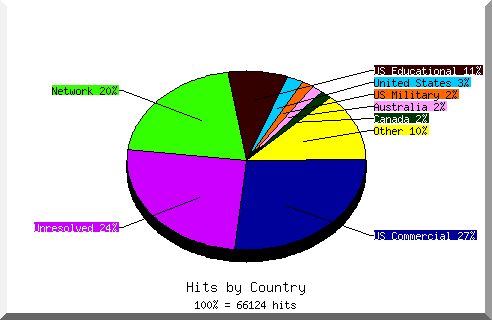 US Educational 11%
United States 3%
Network 20%
US Military 2%
Australia 2%
Canada 2%
Other 10%
Unresolved 24%
US Commercial 27%
Hits by Country
100% = 66124 hits